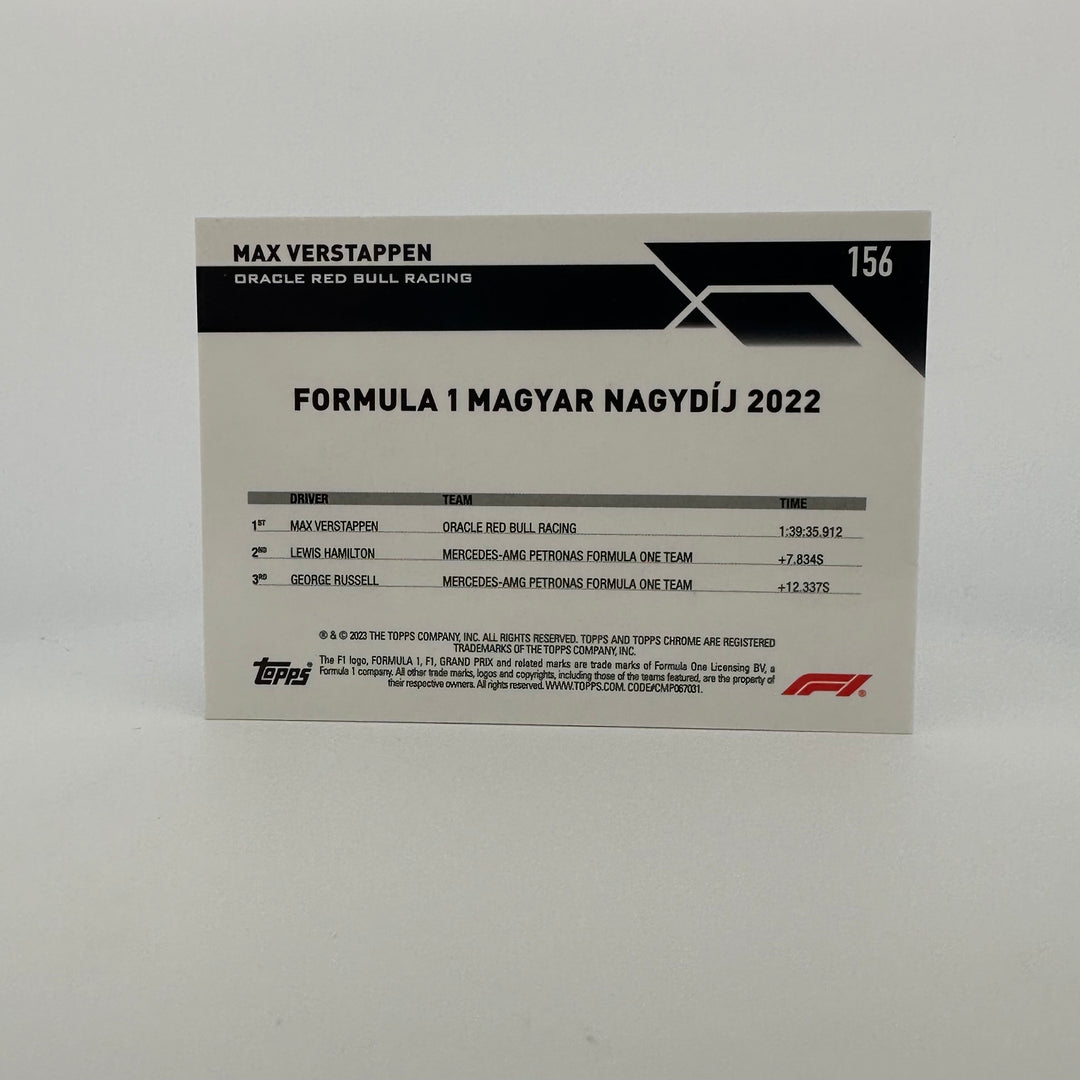 MAX VERSTAPPEN
156
ORACLE RED BULL RACING
FORMULA 1 MAGYAR NAGYDÍJ 2022
DRIVER TEAM TIME
1ST MAX VERSTAPPEN ORACLE RED BULL RACING 1:39:35.912
2ND LEWIS HAMILTON MERCEDES-AMG PETRONAS FORMULA ONE TEAM +7.834S
3RD GEORGE RUSSELL MERCEDES-AMG PETRONAS FORMULA ONE TEAM +12.337S
® & © 2023 THE TOPPS COMPANY, INC. ALL RIGHTS RESERVED. TOPPS AND TOPPS CHROME ARE REGISTERED
TRADEMARKS OF THE TOPPS COMPANY, INC.
The F1 logo, FORMULA 1, F1, GRAND PRIX and related marks are trade marks of Formula One Licensing BV, a
Formula 1 company. All other trade marks, logos and copyrights, including those of the teams featured, are the property of
their respective owners. All rights reserved. WWW.TOPPS.COM. CODE#CMP067031.
topps®
F1®